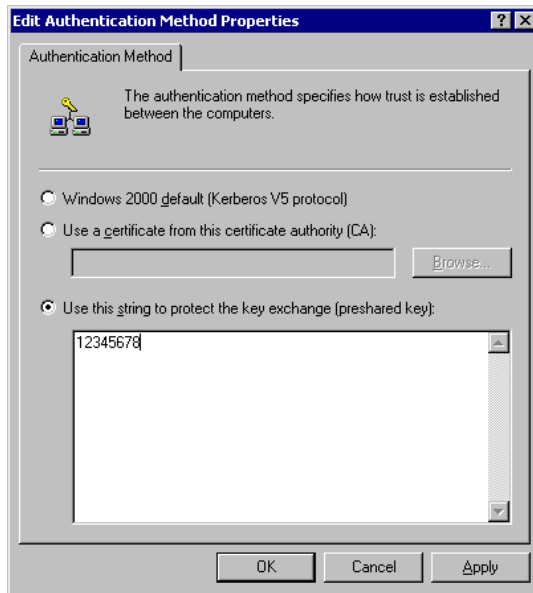 Edit Authentication Method Properties
Authentication Method
The authentication method specifies how trust is established
between the computers.
Windows 2000 default (Kerberos V5 protocol)
Use a certificate from this certificate authority (CA):
Browse...
Use this string to protect the key exchange (preshared key):
12345678
OK Cancel Apply